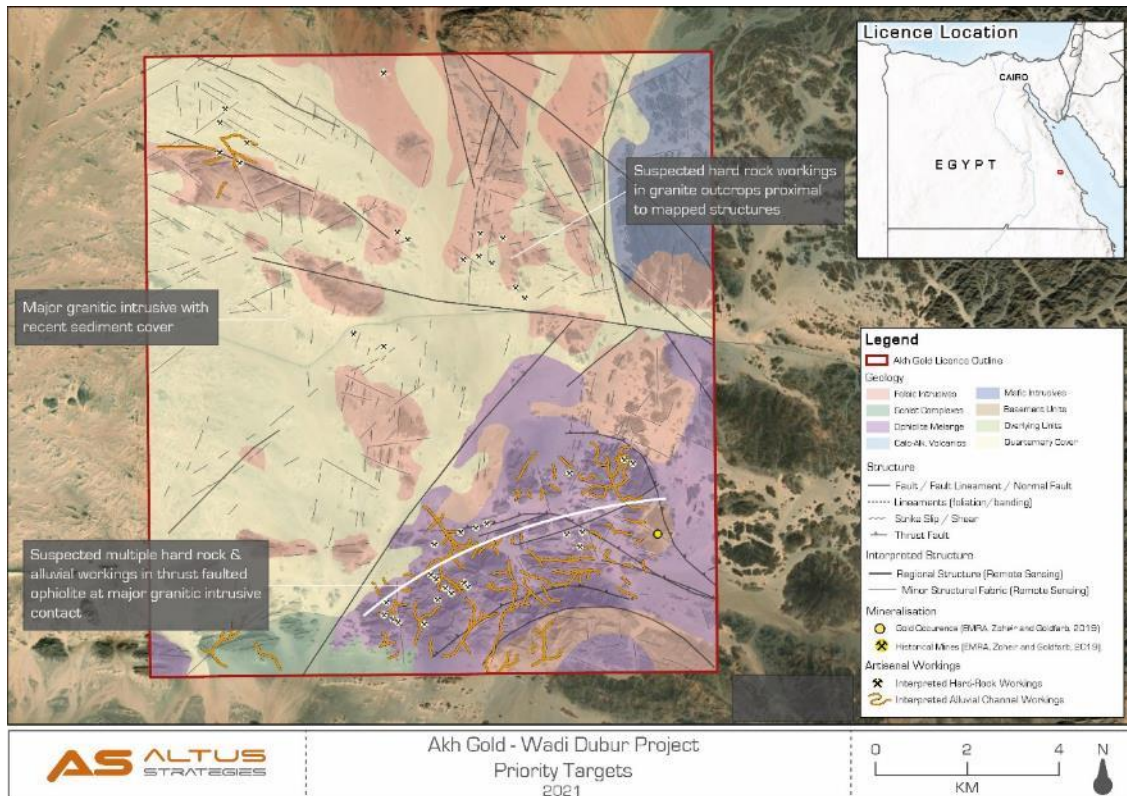 Licence Location
CAIRO
EGYPT
Suspected hard rock workings
in granite outcrops proximal
to mapped structures
Major granitic intrusive with
recent sediment cover
Suspected multiple hard rock &
alluvial workings in thrust faulted
ophiolite at major granitic intrusive
contact
Legend
Akh Gold Licence Outline
Geology
Felsic Intrusives
Mafic Intrusives
Gneiss Complexes
Basement Units
Ophiolite Melange
Overlying Units
Calc-Alk. Volcanics
Quarternary Cover
Structure
Fault / Fault Lineament / Normal Fault
Lineaments (foliation/banding)
Strike Slip / Shear
Thrust Fault
Interpreted Structure
Regional Structure (Remote Sensing)
Minor Structural Fabric (Remote Sensing)
Mineralisation
Gold Occurence (EMRA, Zoheir and Goldfarb, 2019)
Historical Mines (EMRA, Zoheir and Goldfarb, 2019)
Artisanal Workings
Interpreted Hard-Rock Workings
Interpreted Alluvial Channel Workings
AS ALTUS
STRATEGIES
Akh Gold - Wadi Dubur Project
Priority Targets
2021
0 2 4
KM
N